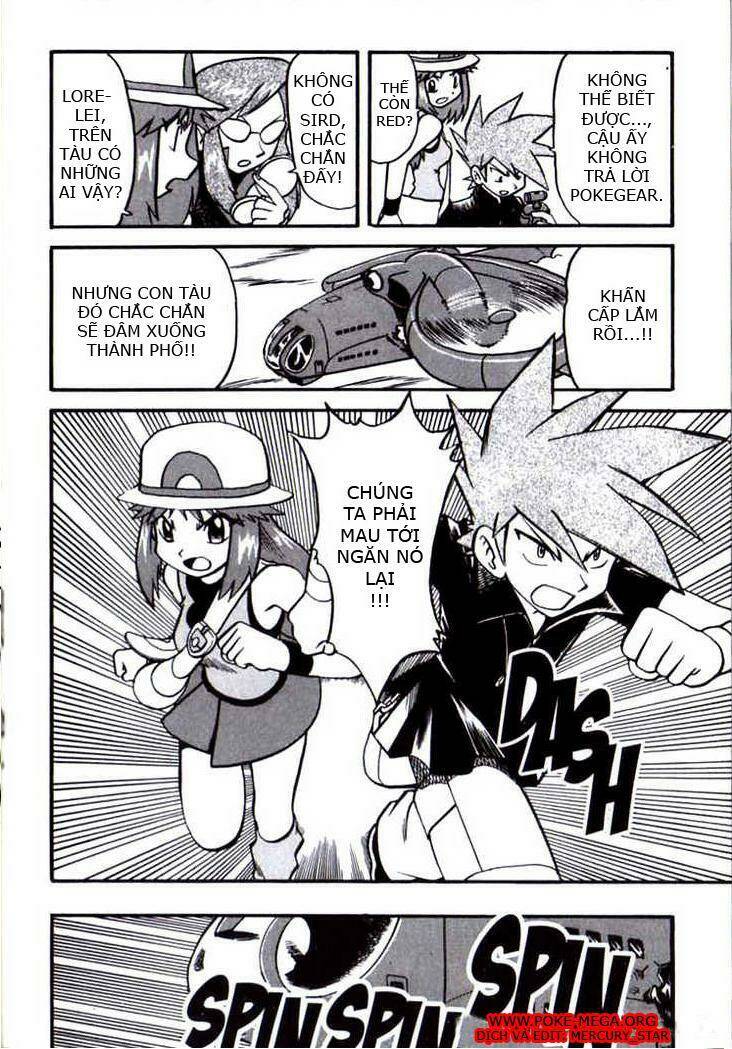 LORE-
LEI,
TRÊN
TÀU CÓ
NHỮNG
AI VẬY?
KHÔNG
CÓ
SIRD,
CHẮC
CHẮN
ĐẤY!
THẾ
CÒN
RED?
KHÔNG
THỂ BIẾT
ĐƯỢC...,
CẬU ẤY
KHÔNG
TRẢ LỜI
POKEGEAR.
NHƯNG CON TÀU
ĐÓ CHẮC CHẮN
SẼ ĐÂM XUỐNG
THÀNH PHỐ!!
KHẨN
CẤP LẮM
RỒI...!!
CHÚNG
TA PHẢI
MAU TỚI
NGĂN NÓ
LẠI
!!!
DASH
SPIN
SPIN
SPIN
WWW.POKE-MEGA.ORG
DỊCH VÀ EDIT: MERCURY_STAR